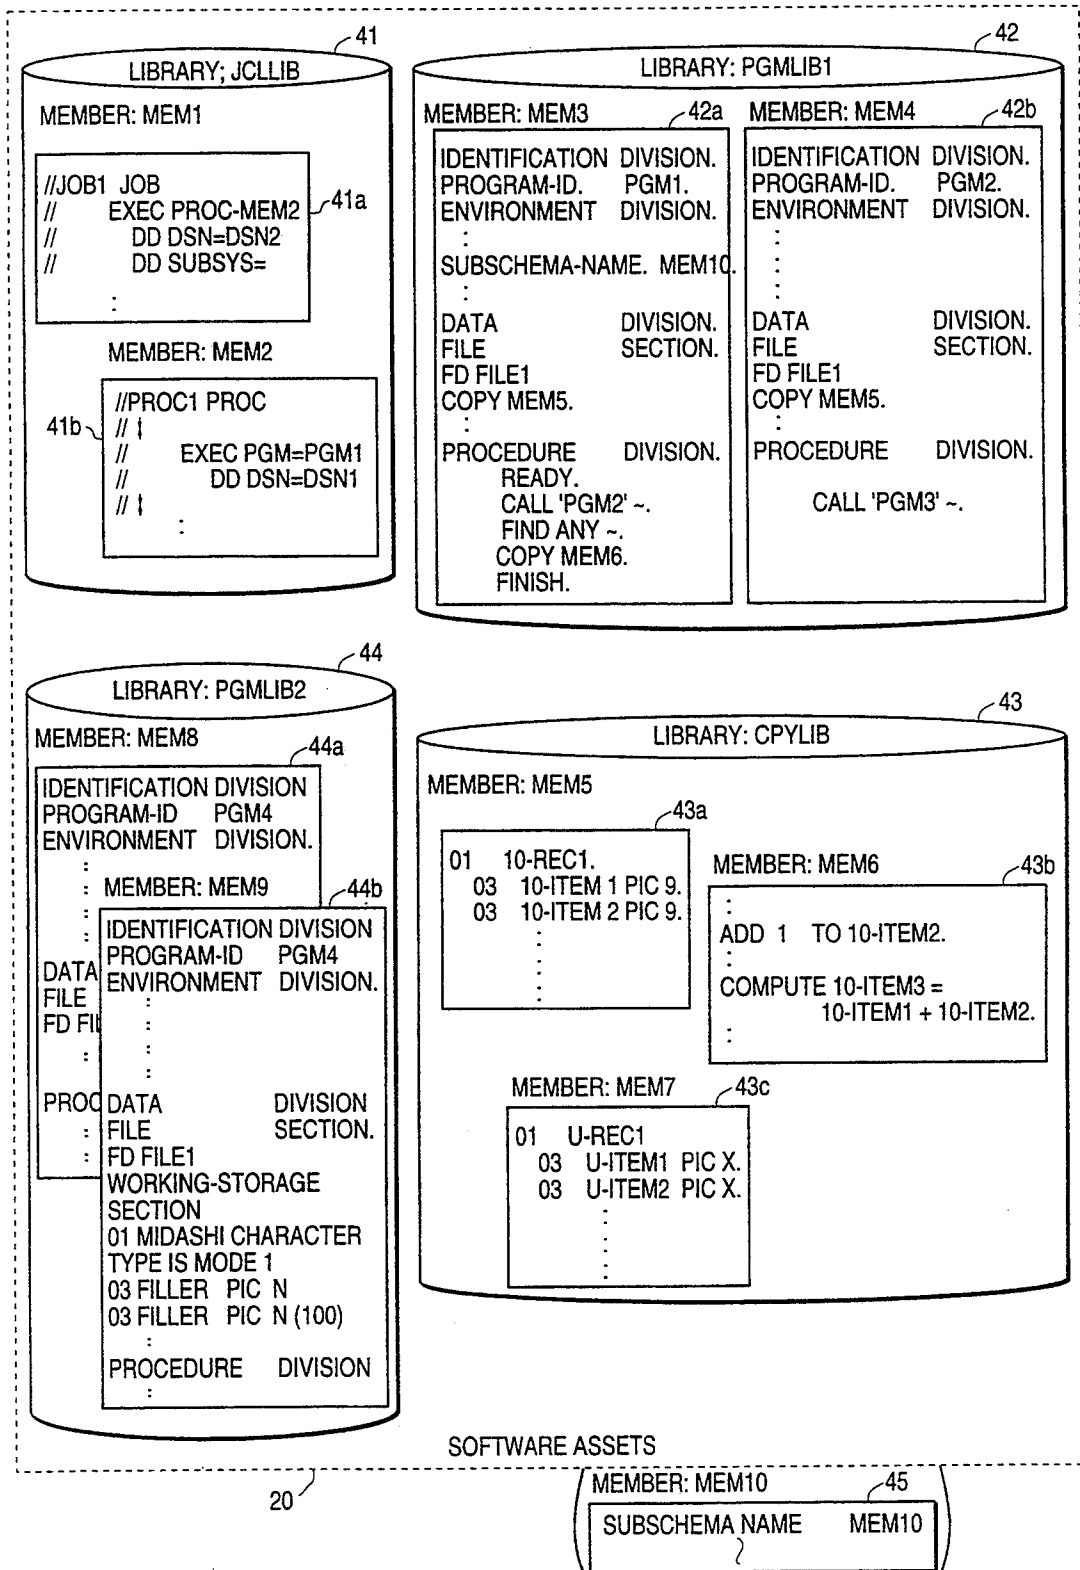 41
LIBRARY; JCLLIB
MEMBER: MEM1
//JOB1 JOB
// EXEC PROC-MEM2
// DD DSN=DSN2
// DD SUBSYS=
:
41a
MEMBER: MEM2
41b
//PROC1 PROC
//
// EXEC PGM=PGM1
// DD DSN=DSN1
//
:
42
LIBRARY: PGMLIB1
MEMBER: MEM3
42a
IDENTIFICATION DIVISION.
PROGRAM-ID. PGM1.
ENVIRONMENT DIVISION.
:
SUBSCHEMA-NAME. MEM10.
:
DATA DIVISION.
FILE SECTION.
FD FILE1
COPY MEM5.
:
PROCEDURE DIVISION.
READY.
CALL 'PGM2' ~.
FIND ANY ~.
COPY MEM6.
FINISH.
MEMBER: MEM4
42b
IDENTIFICATION DIVISION.
PROGRAM-ID. PGM2.
ENVIRONMENT DIVISION.
:
:
:
DATA DIVISION.
FILE SECTION.
FD FILE1
COPY MEM5.
:
PROCEDURE DIVISION.
CALL 'PGM3' ~.
44
LIBRARY: PGMLIB2
MEMBER: MEM8
44a
IDENTIFICATION DIVISION
PROGRAM-ID PGM4
ENVIRONMENT DIVISION.
:
:
:
:
DATA
FILE
FD FIL
:
PROC
:
:
MEMBER: MEM9
44b
IDENTIFICATION DIVISION
PROGRAM-ID PGM4
ENVIRONMENT DIVISION.
:
:
:
:
DATA DIVISION
FILE SECTION.
FD FILE1
WORKING-STORAGE
SECTION
01 MIDASHI CHARACTER
TYPE IS MODE 1
03 FILLER PIC N
03 FILLER PIC N (100)
:
PROCEDURE DIVISION
:
43
LIBRARY: CPYLIB
MEMBER: MEM5
43a
01 10-REC1.
03 10-ITEM 1 PIC 9.
03 10-ITEM 2 PIC 9.
:
:
:
MEMBER: MEM6
43b
:
ADD 1 TO 10-ITEM2.
:
COMPUTE 10-ITEM3 =
10-ITEM1 + 10-ITEM2.
:
MEMBER: MEM7
43c
01 U-REC1
03 U-ITEM1 PIC X.
03 U-ITEM2 PIC X.
:
:
:
SOFTWARE ASSETS
20
MEMBER: MEM10
45
SUBSCHEMA NAME MEM10